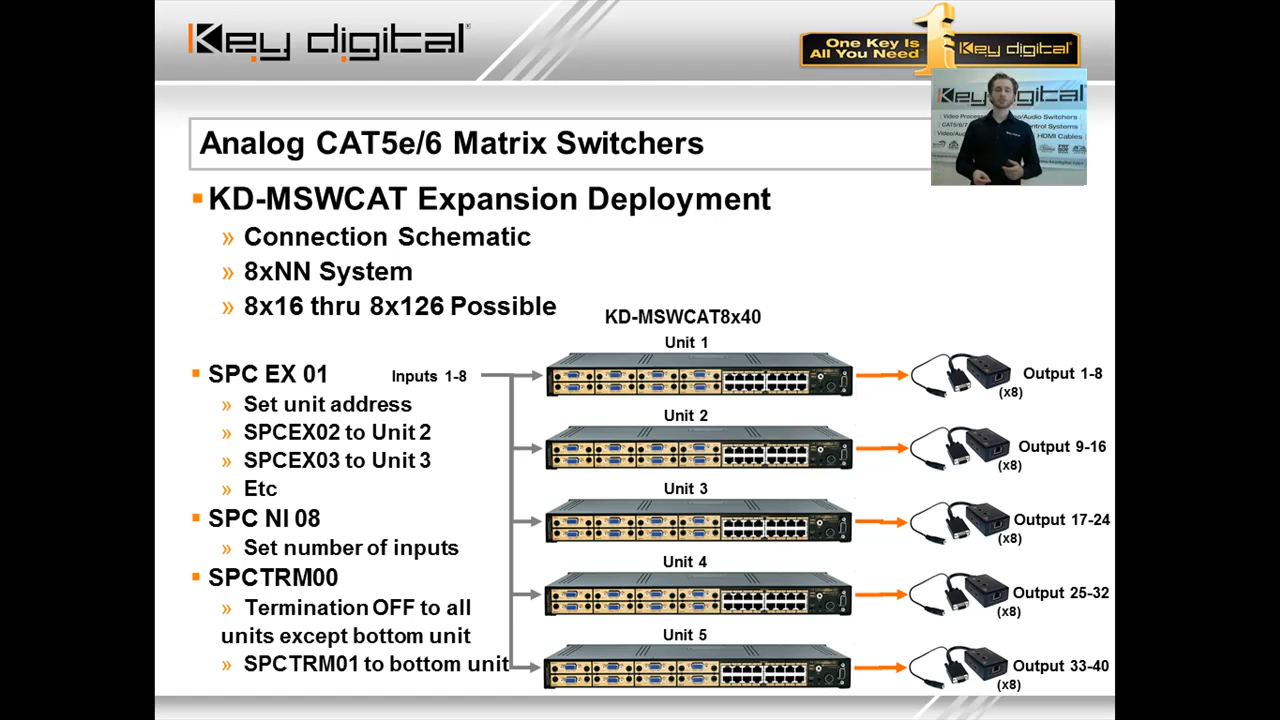 Key digital
One Key Is
All You Need
1
Key digital
Key digital
Analog CAT5e/6 Matrix Switchers
KD-MSWCAT Expansion Deployment
» Connection Schematic
» 8xNN System
» 8x16 thru 8x126 Possible
KD-MSWCAT8x40
SPC EX 01
» Set unit address
» SPCEX02 to Unit 2
» SPCEX03 to Unit 3
» Etc
SPC NI 08
» Set number of inputs
SPCTRM00
» Termination OFF to all
units except bottom unit
» SPCTRM01 to bottom unit
Inputs 1-8
Unit 1
Output 1-8
(x8)
Unit 2
Output 9-16
(x8)
Unit 3
Output 17-24
(x8)
Unit 4
Output 25-32
(x8)
Unit 5
Output 33-40
(x8)